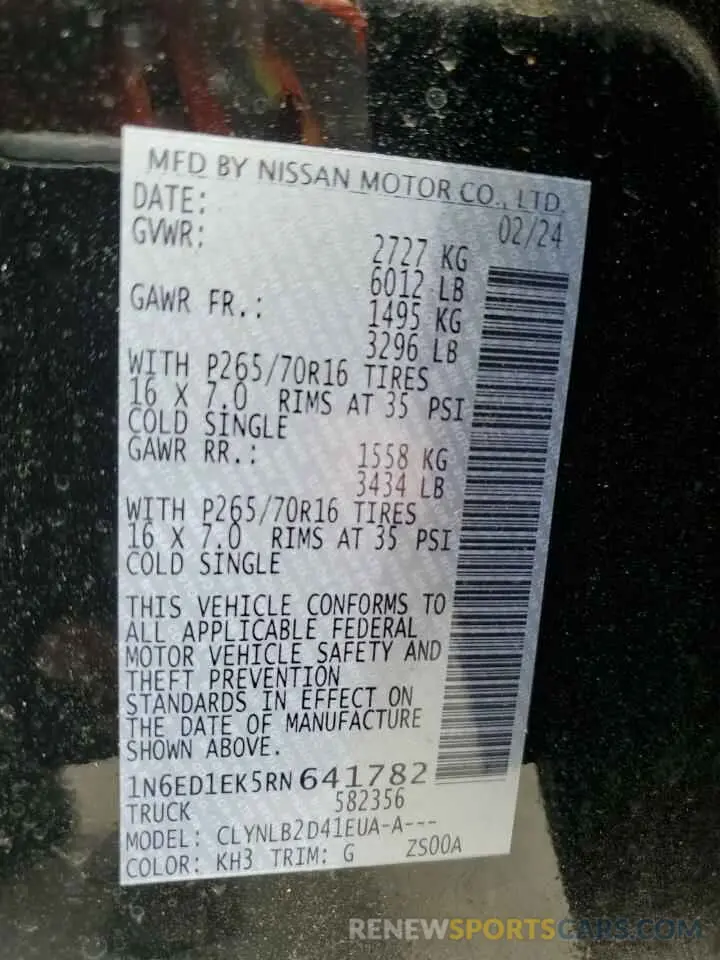 MFD BY NISSAN MOTOR CO., LTD.
DATE: 02/24
GVWR: 2727 KG
6012 LB
GAWR FR.: 1495 KG
3296 LB
WITH P265/70R16 TIRES
16 X 7.0 RIMS AT 35 PSI
COLD SINGLE
GAWR RR.: 1558 KG
3434 LB
WITH P265/70R16 TIRES
16 X 7.0 RIMS AT 35 PSI
COLD SINGLE
THIS VEHICLE CONFORMS TO
ALL APPLICABLE FEDERAL
MOTOR VEHICLE SAFETY AND
THEFT PREVENTION
STANDARDS IN EFFECT ON
THE DATE OF MANUFACTURE
SHOWN ABOVE.
1N6ED1EK5RN641782
TRUCK 582356
MODEL: CLYNLB2D41EUA-A---
COLOR: KH3 TRIM: G ZS00A
RENEWSPORTSCARS.COM